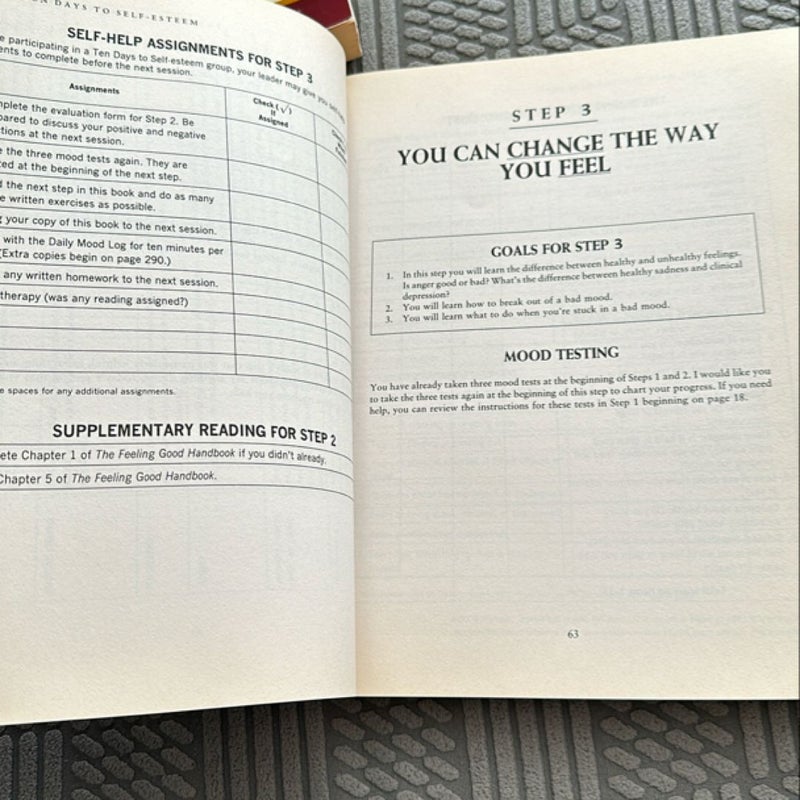 N DAYS TO SELF-ESTEEM
SELF-HELP ASSIGNMENTS FOR STEP 3
e participating in a Ten Days to Self-esteem group, your leader may give you self-help
ents to complete before the next session.
Assignments
Check (√)
If
Assigned
mplete the evaluation form for Step 2. Be
pared to discuss your positive and negative
tions at the next session.
e the three mood tests again. They are
ed at the beginning of the next step.
d the next step in this book and do as many
e written exercises as possible.
g your copy of this book to the next session.
with the Daily Mood Log for ten minutes per
(Extra copies begin on page 290.)
any written homework to the next session.
therapy (was any reading assigned?)
e spaces for any additional assignments.
SUPPLEMENTARY READING FOR STEP 2
ete Chapter 1 of The Feeling Good Handbook if you didn't already.
Chapter 5 of The Feeling Good Handbook.
STEP 3
YOU CAN CHANGE THE WAY
YOU FEEL
GOALS FOR STEP 3
1. In this step you will learn the difference between healthy and unhealthy feelings.
Is anger good or bad? What's the difference between healthy sadness and clinical
depression?
2. You will learn how to break out of a bad mood.
3. You will learn what to do when you're stuck in a bad mood.
MOOD TESTING
You have already taken three mood tests at the beginning of Steps 1 and 2. I would like you
to take the three tests again at the beginning of this step to chart your progress. If you need
help, you can review the instructions for these tests in Step 1 beginning on page 18.
63